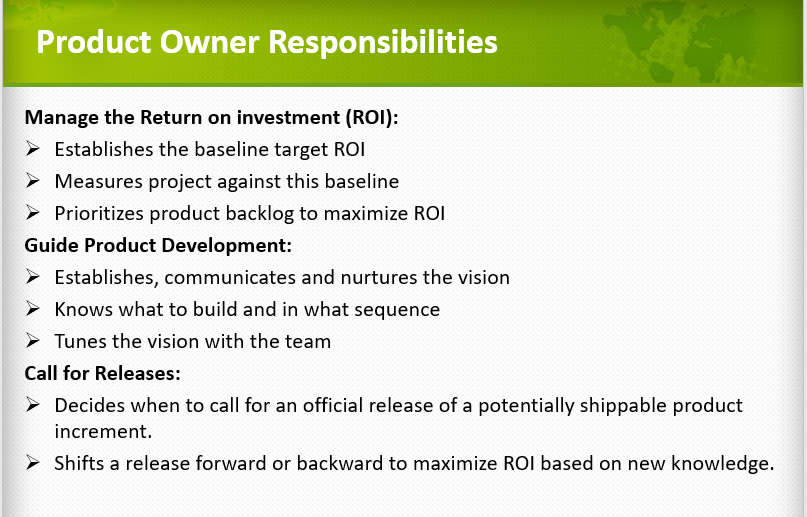 Product Owner Responsibilities
Manage the Return on investment (ROI):
➢ Establishes the baseline target ROI
➢ Measures project against this baseline
➢ Prioritizes product backlog to maximize ROI
Guide Product Development:
➢ Establishes, communicates and nurtures the vision
➢ Knows what to build and in what sequence
➢ Tunes the vision with the team
Call for Releases:
➢ Decides when to call for an official release of a potentially shippable product
increment.
➢ Shifts a release forward or backward to maximize ROI based on new knowledge.